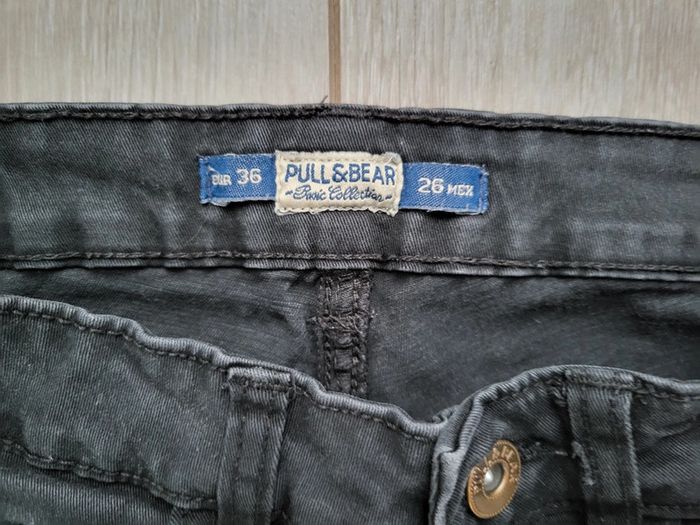 EUR 36
PULL&BEAR
-Basic Collection-
26 MEX